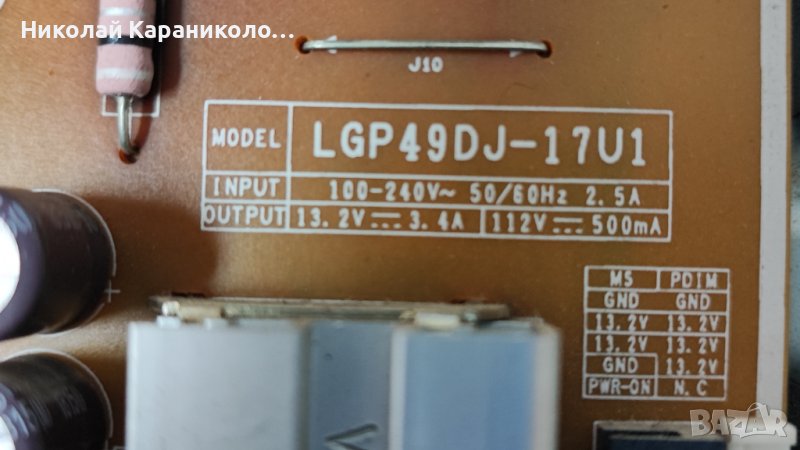 Николай Караниколо...
J10
MODEL LGP49DJ-17U1
INPUT 100-240V~ 50/60Hz 2.5A
OUTPUT 13.2V⎓3.4A 112V⎓500mA
MS PDIM
GND GND
13.2V 13.2V
13.2V 13.2V
GND 13.2V
PWR-ON N.C
BAZAR